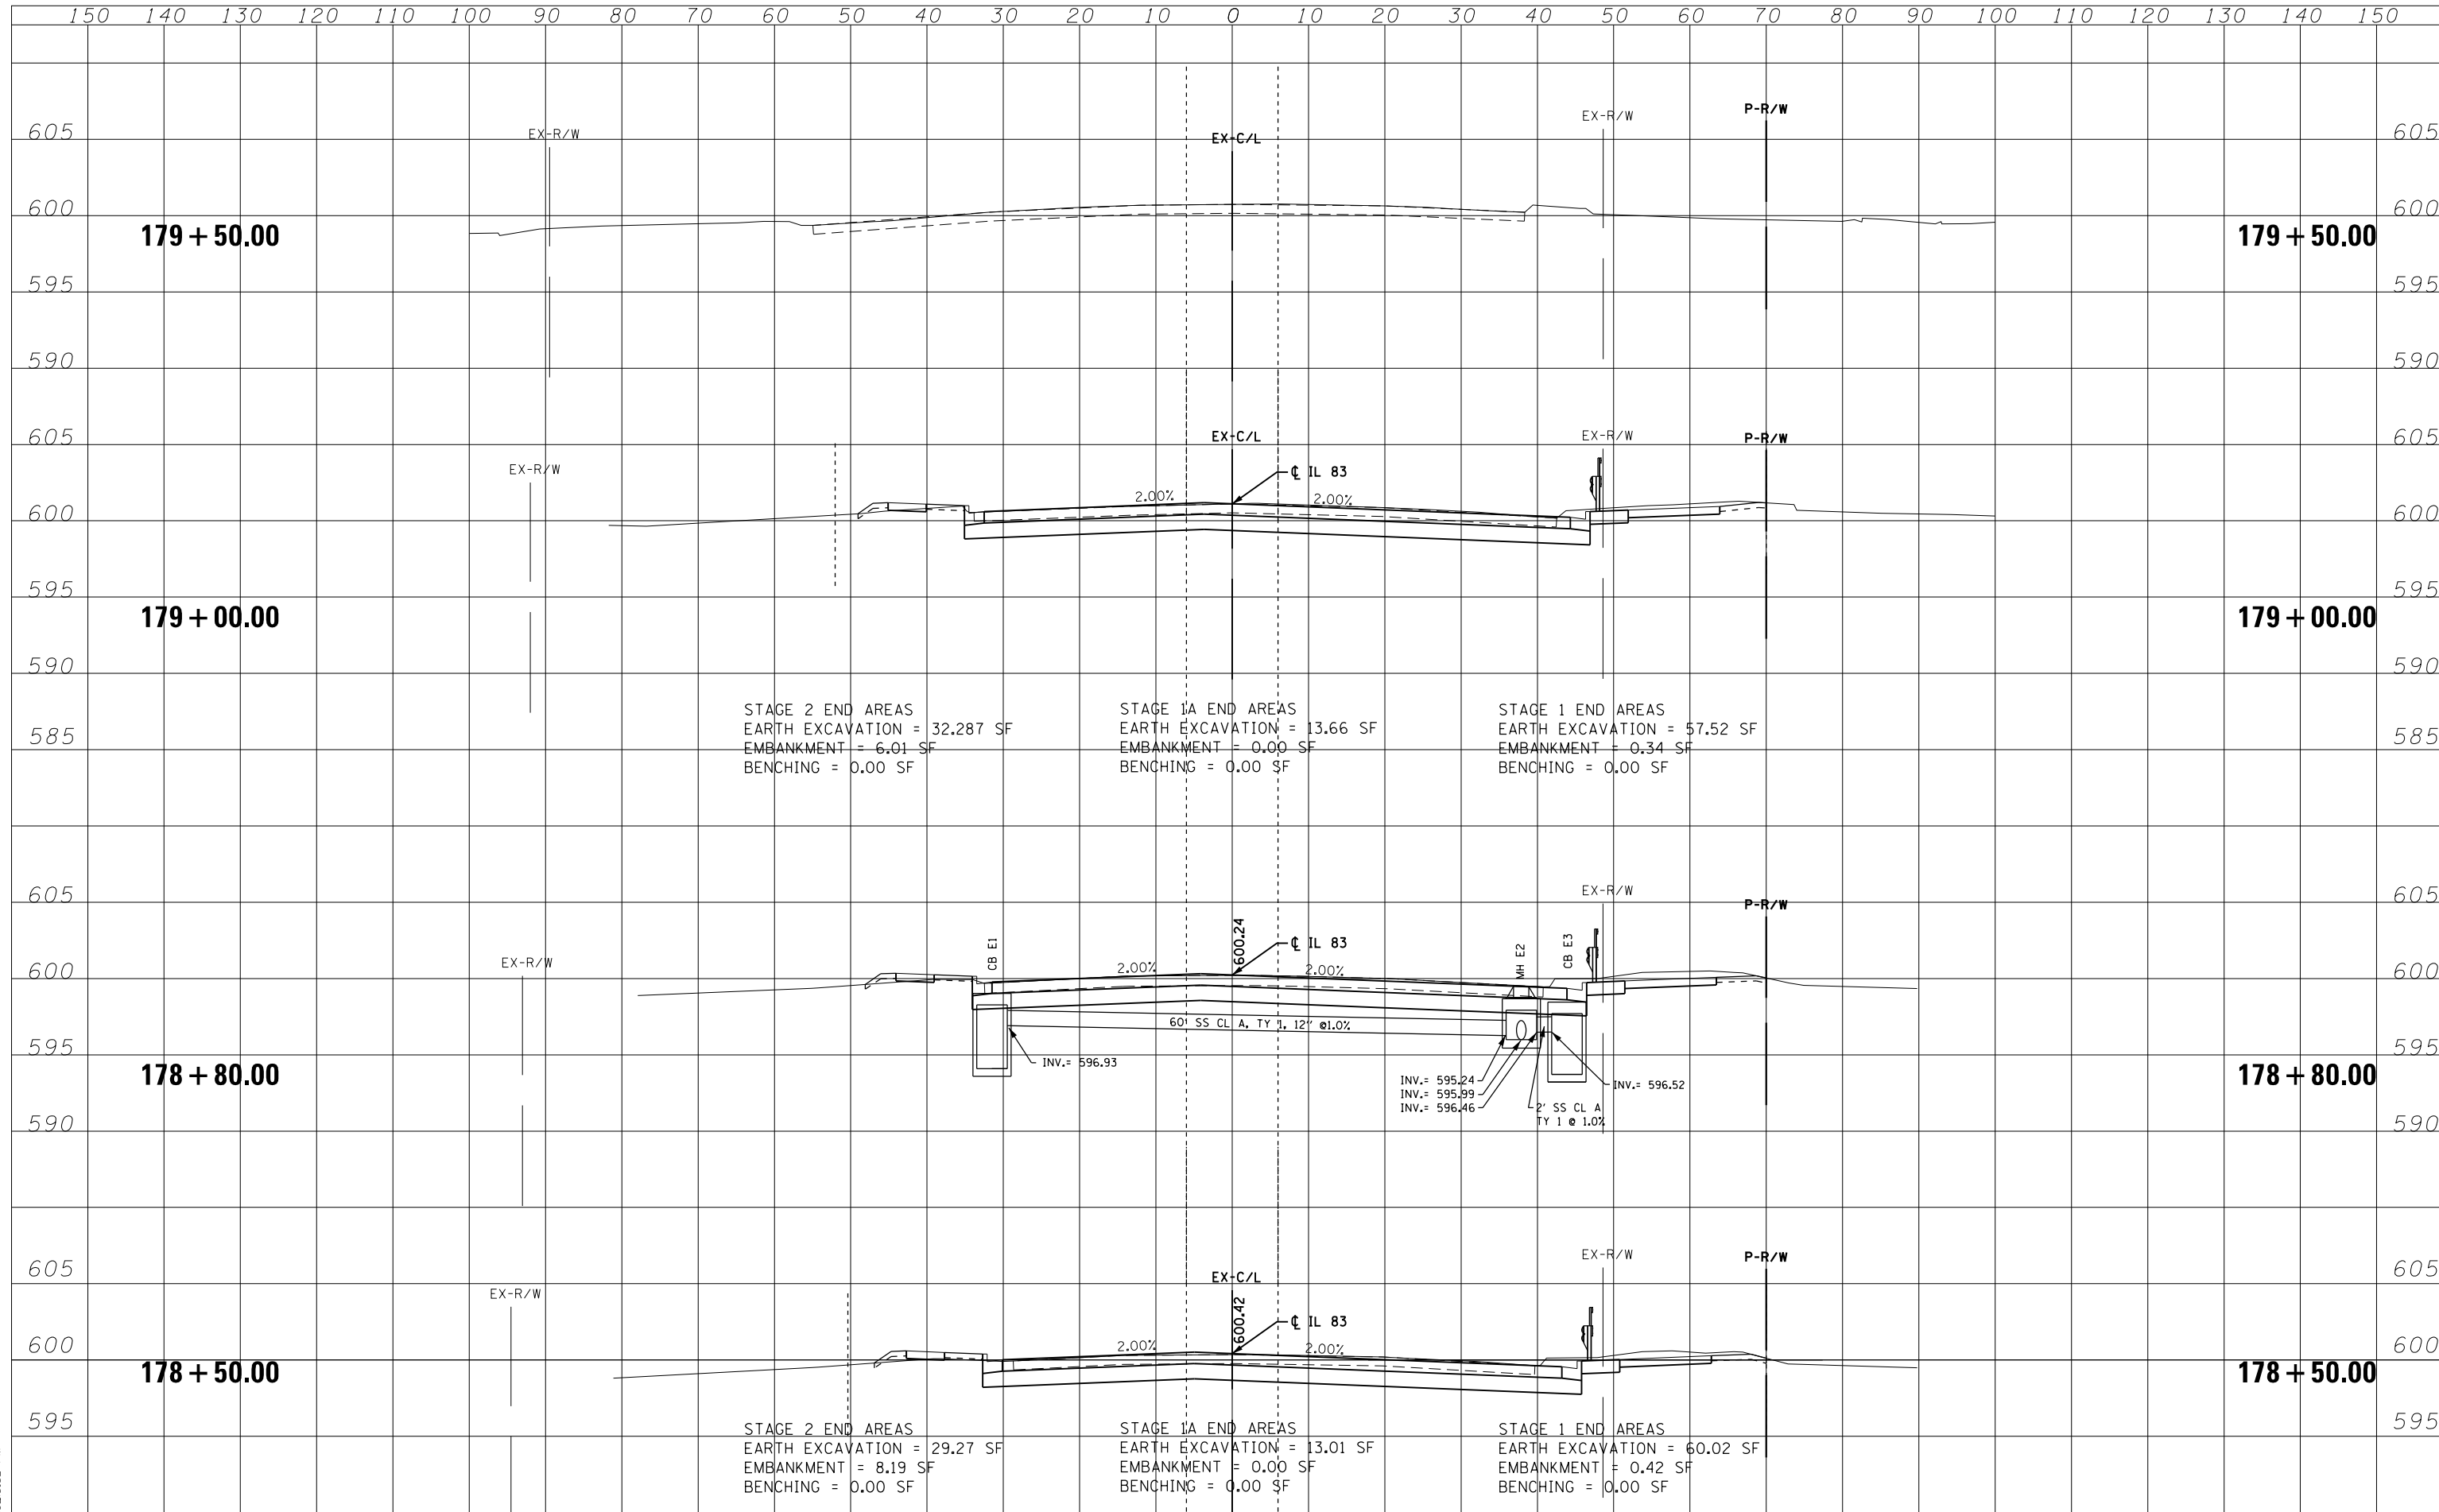 150 140 130 120 110 100 90 80 70 60 50 40 30 20 10 0 10 20 30 40 50 60 70 80 90 100 110 120 130 140 150
P-R/W
EX-R/W
605 EX-R/W EX-C/L 605
600 600
179+50.00 179+50.00
595 595
590 590
605 EX-C/L EX-R/W P-R/W 605
EX-R/W ℄ IL 83
2.00% 2.00%
600 600
595 595
179+00.00 179+00.00
590 590
STAGE 2 END AREAS
EARTH EXCAVATION = 32.287 SF
EMBANKMENT = 6.01 SF
BENCHING = 0.00 SF
STAGE 1A END AREAS
EARTH EXCAVATION = 13.66 SF
EMBANKMENT = 0.00 SF
BENCHING = 0.00 SF
STAGE 1 END AREAS
EARTH EXCAVATION = 57.52 SF
EMBANKMENT = 0.34 SF
BENCHING = 0.00 SF
585 585
EX-R/W
605 P-R/W 605
EX-R/W CB E1 600.24 ℄ IL 83 MH E2 CB E3
2.00% 2.00%
600 600
60' SS CL A, TY 1, 12" @1.0%
595 595
INV.= 596.93
178+80.00 178+80.00
INV.= 595.24
INV.= 595.99
INV.= 596.46
INV.= 596.52
2' SS CL A
TY 1 @ 1.0%
590 590
EX-R/W P-R/W
605 EX-C/L 605
EX-R/W 600.42 ℄ IL 83
2.00% 2.00%
600 600
178+50.00 178+50.00
595 595
STAGE 2 END AREAS
EARTH EXCAVATION = 29.27 SF
EMBANKMENT = 8.19 SF
BENCHING = 0.00 SF
STAGE 1A END AREAS
EARTH EXCAVATION = 13.01 SF
EMBANKMENT = 0.00 SF
BENCHING = 0.00 SF
STAGE 1 END AREAS
EARTH EXCAVATION = 60.02 SF
EMBANKMENT = 0.42 SF
BENCHING = 0.00 SF